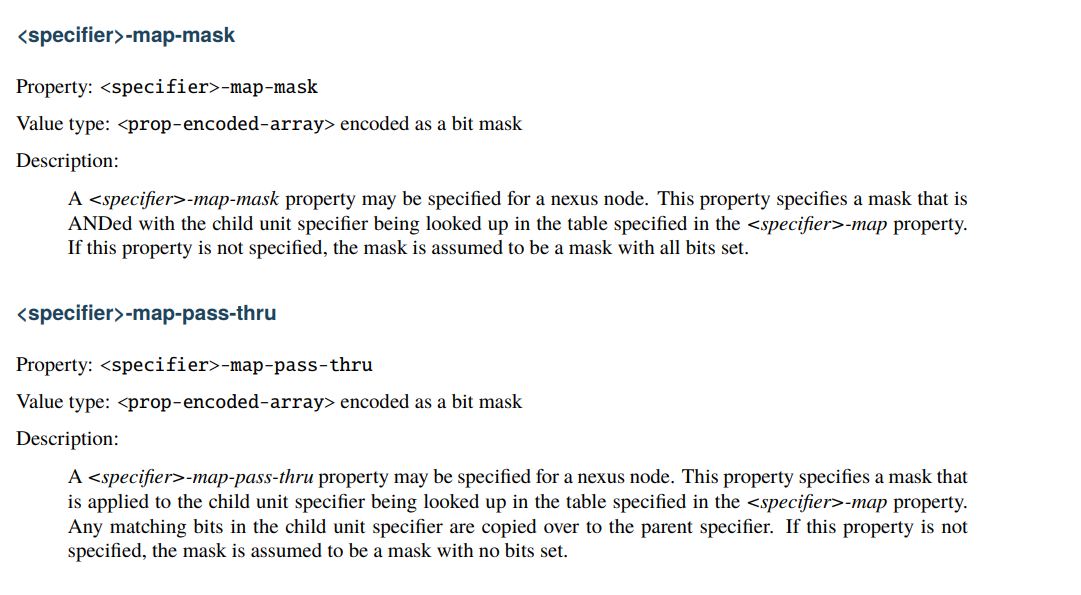 <specifier>-map-mask
Property: <specifier>-map-mask
Value type: <prop-encoded-array> encoded as a bit mask
Description:
A <specifier>-map-mask property may be specified for a nexus node. This property specifies a mask that is
ANDed with the child unit specifier being looked up in the table specified in the <specifier>-map property.
If this property is not specified, the mask is assumed to be a mask with all bits set.
<specifier>-map-pass-thru
Property: <specifier>-map-pass-thru
Value type: <prop-encoded-array> encoded as a bit mask
Description:
A <specifier>-map-pass-thru property may be specified for a nexus node. This property specifies a mask that
is applied to the child unit specifier being looked up in the table specified in the <specifier>-map property.
Any matching bits in the child unit specifier are copied over to the parent specifier. If this property is not
specified, the mask is assumed to be a mask with no bits set.